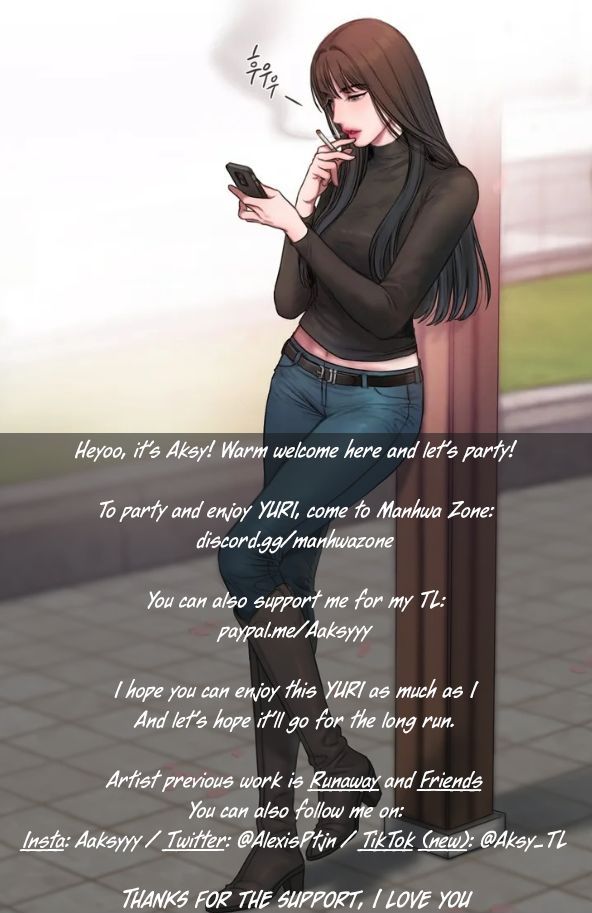 후우우
Heyoo, it's Aksy! Warm welcome here and let's party!
To party and enjoy YURI, come to Manhwa Zone:
discord.gg/manhwazone
You can also support me for my TL:
paypal.me/Aaksyyy
I hope you can enjoy this YURI as much as I
And let's hope it'll go for the long run.
Artist previous work is Runaway and Friends
You can also follow me on:
Insta: Aaksyyy / Twitter: @AlexisPtjn / TikTok (new): @Aksy_TL
THANKS FOR THE SUPPORT, I LOVE YOU